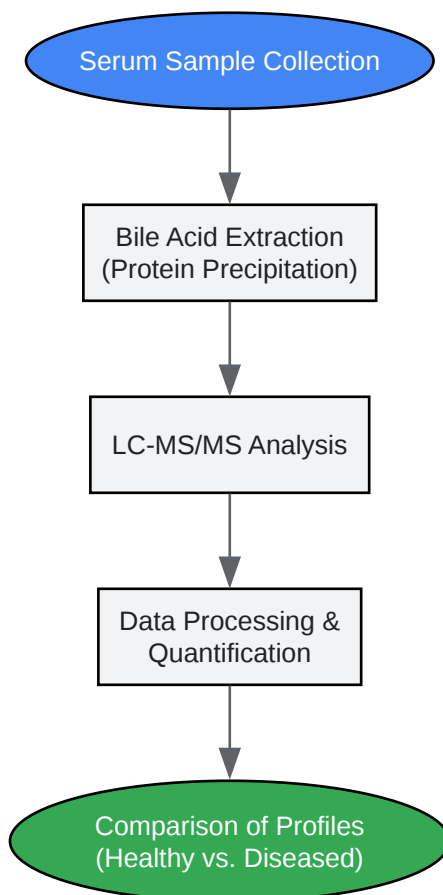 Serum Sample Collection
Bile Acid Extraction
(Protein Precipitation)
LC-MS/MS Analysis
Data Processing &
Quantification
Comparison of Profiles
(Healthy vs. Diseased)